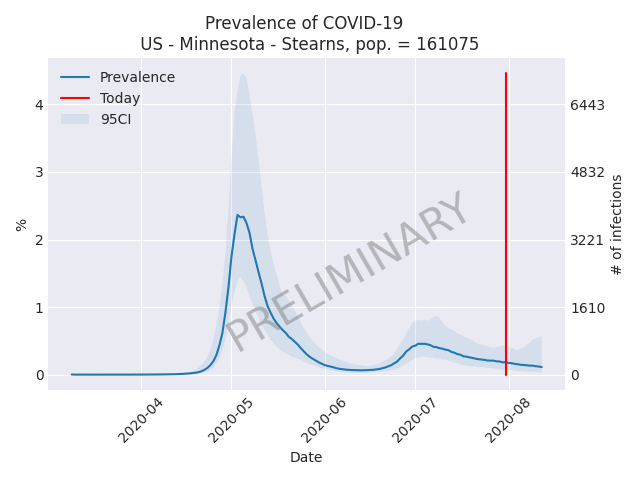 Prevalence of COVID-19
US - Minnesota - Stearns, pop. = 161075
Prevalence
Today
95CI
4
3
2
1
0
%
6443
4832
3221
1610
0
# of infections
PRELIMINARY
2020-04
2020-05
2020-06
2020-07
2020-08
Date